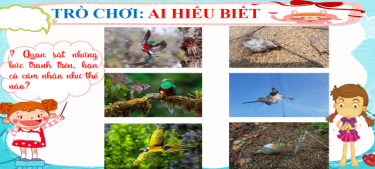 TRÒ CHƠI: AI HIỂU BIẾT
? Quan sát những
bức tranh trên, bạn
có cảm nhận như thế
nào?